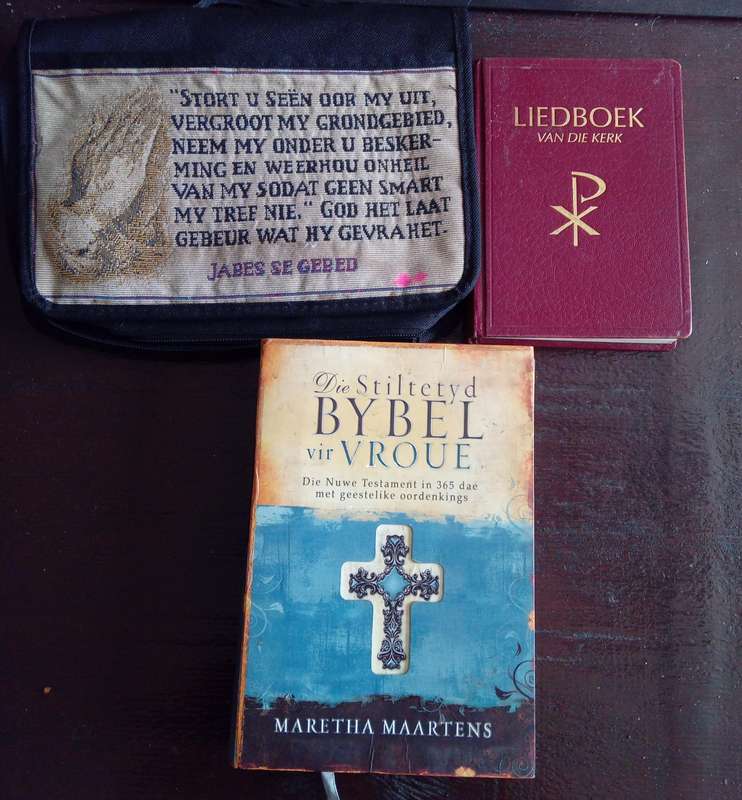 "STORT U SEËN OOR MY UIT,
VERGROOT MY GRONDGEBIED,
NEEM MY ONDER U BESKER-
MING EN WEERHOU ONHEIL
VAN MY SODAT GEEN SMART
MY TREF NIE." GOD HET LAAT
GEBEUR WAT HY GEVRA HET.
JABES SE GEBED
LIEDBOEK
VAN DIE KERK
Die Stiltetyd
BYBEL
vir VROUE
Die Nuwe Testament in 365 dae
met geestelike oordenkings
MARETHA MAARTENS